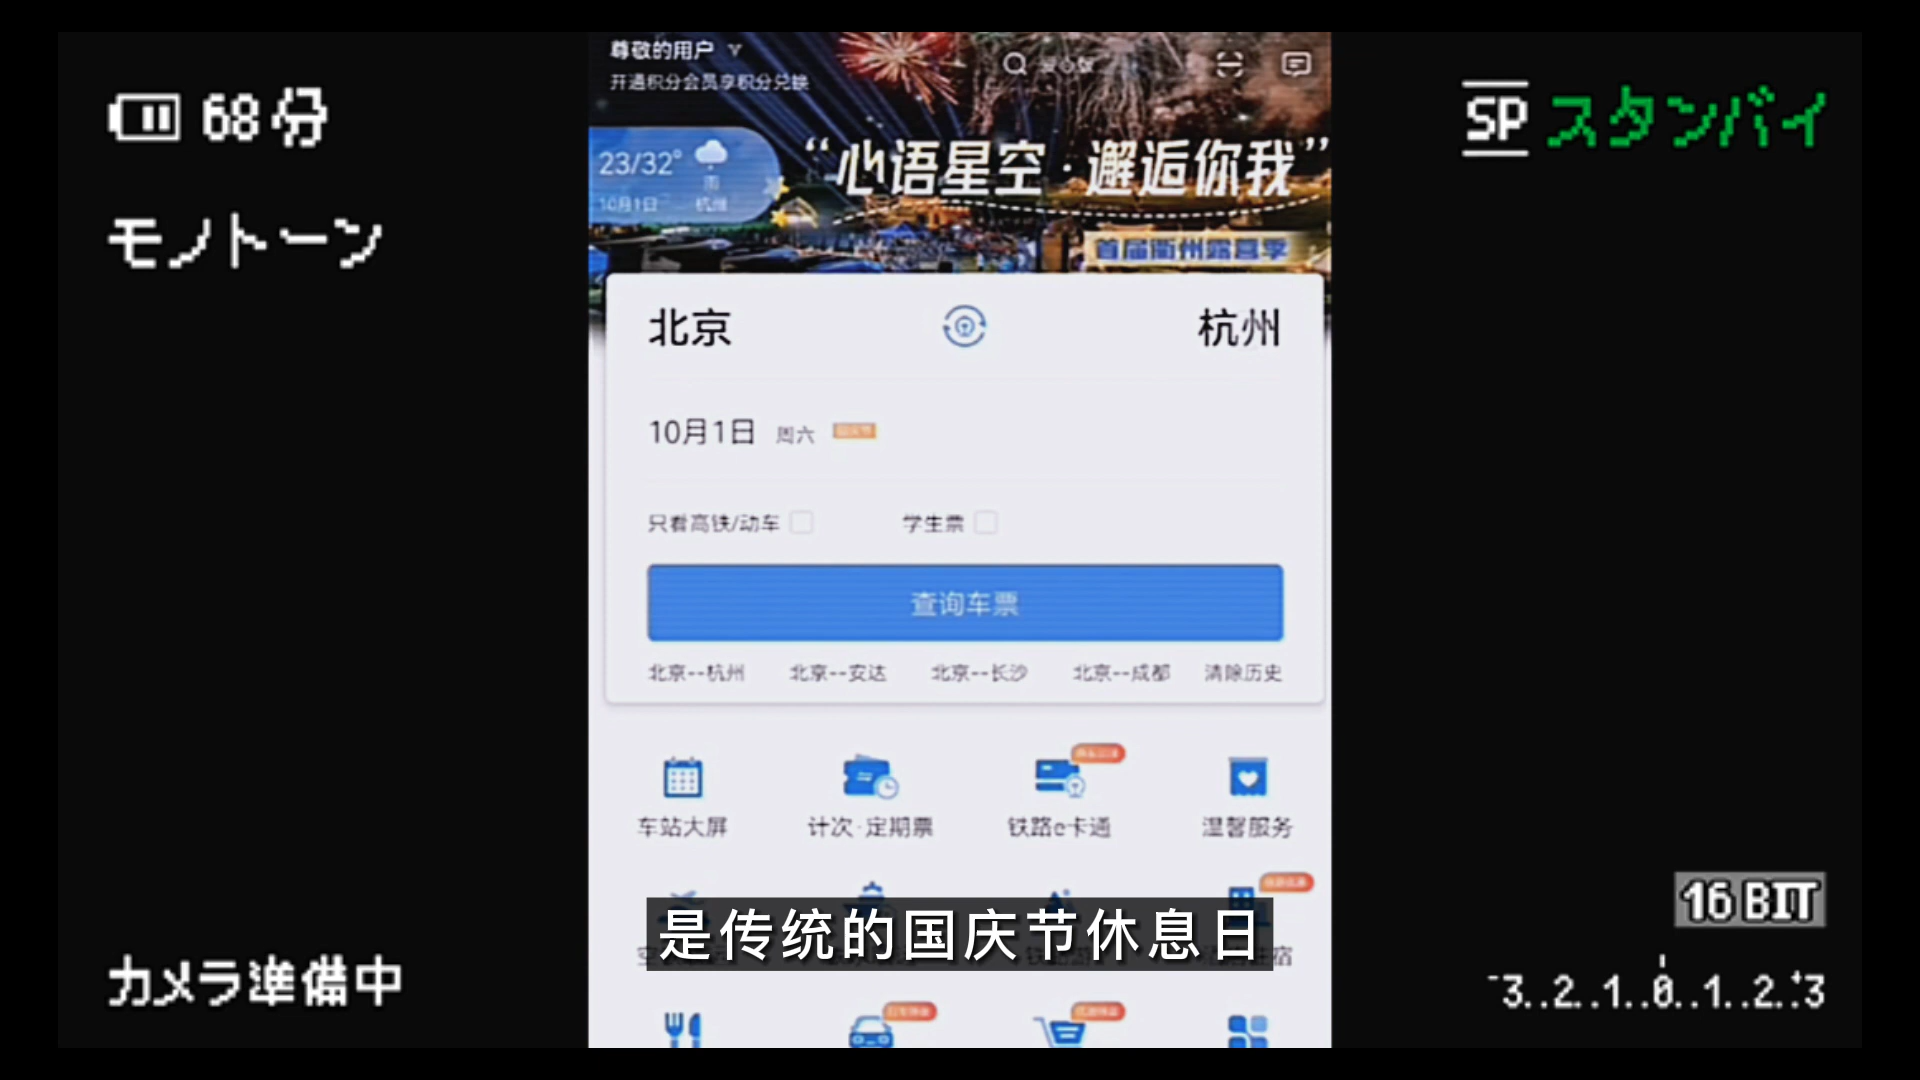 68分
モノトーン
SP スタンバイ
尊敬的用户
开通积分会员享积分兑换
23/32°
雨
10月1日 杭州
“心语星空·邂逅你我”
首届衢州露营季
北京 杭州
10月1日 周六
只看高铁/动车 学生票
查询车票
北京--杭州 北京--安达 北京--长沙 北京--成都 清除历史
车站大屏 计次·定期票 铁路e卡通 温馨服务
是传统的国庆节休息日
カメラ準備中
16 BIT
-3..2..1..0..1..2..+3